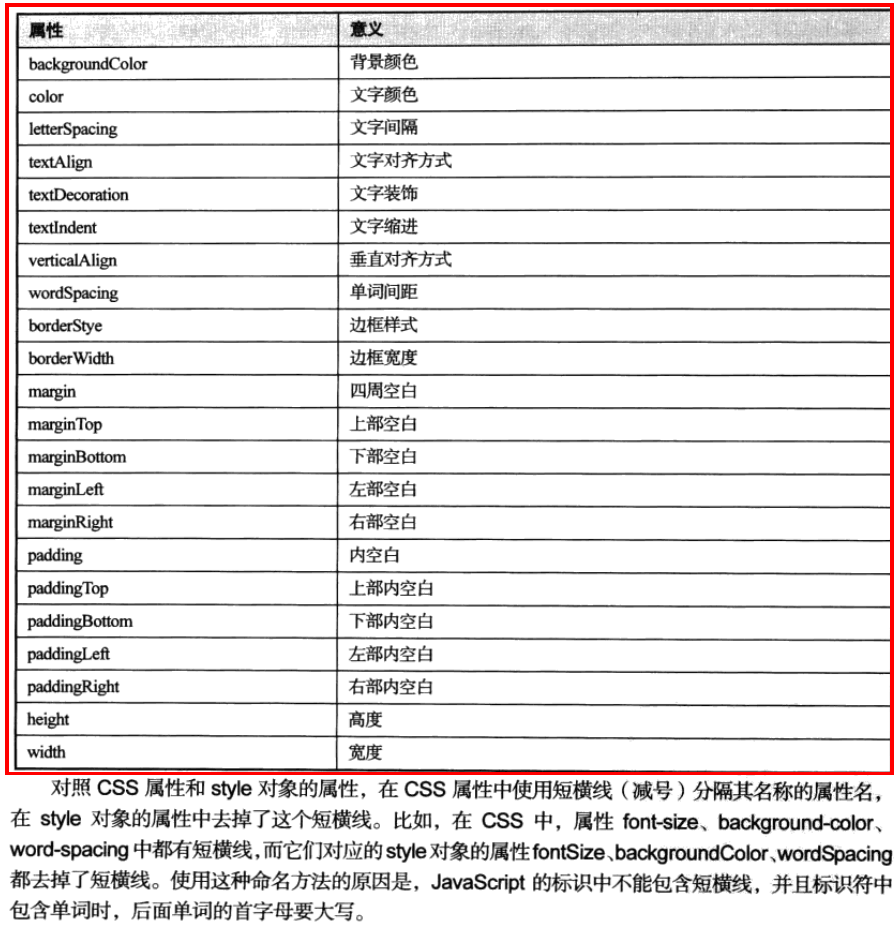 属性 意义
backgroundColor 背景颜色
color 文字颜色
letterSpacing 文字间隔
textAlign 文字对齐方式
textDecoration 文字装饰
textIndent 文字缩进
verticalAlign 垂直对齐方式
wordSpacing 单词间距
borderStye 边框样式
borderWidth 边框宽度
margin 四周空白
marginTop 上部空白
marginBottom 下部空白
marginLeft 左部空白
marginRight 右部空白
padding 内空白
paddingTop 上部内空白
paddingBottom 下部内空白
paddingLeft 左部内空白
paddingRight 右部内空白
height 高度
width 宽度
对照 CSS 属性和 style 对象的属性，在 CSS 属性中使用短横线（减号）分隔其名称的属性名，
在 style 对象的属性中去掉了这个短横线。比如，在 CSS 中，属性 font-size、background-color、
word-spacing 中都有短横线，而它们对应的 style 对象的属性 fontSize、backgroundColor、wordSpacing
都去掉了短横线。使用这种命名方法的原因是，JavaScript 的标识中不能包含短横线，并且标识符中
包含单词时，后面单词的首字母要大写。